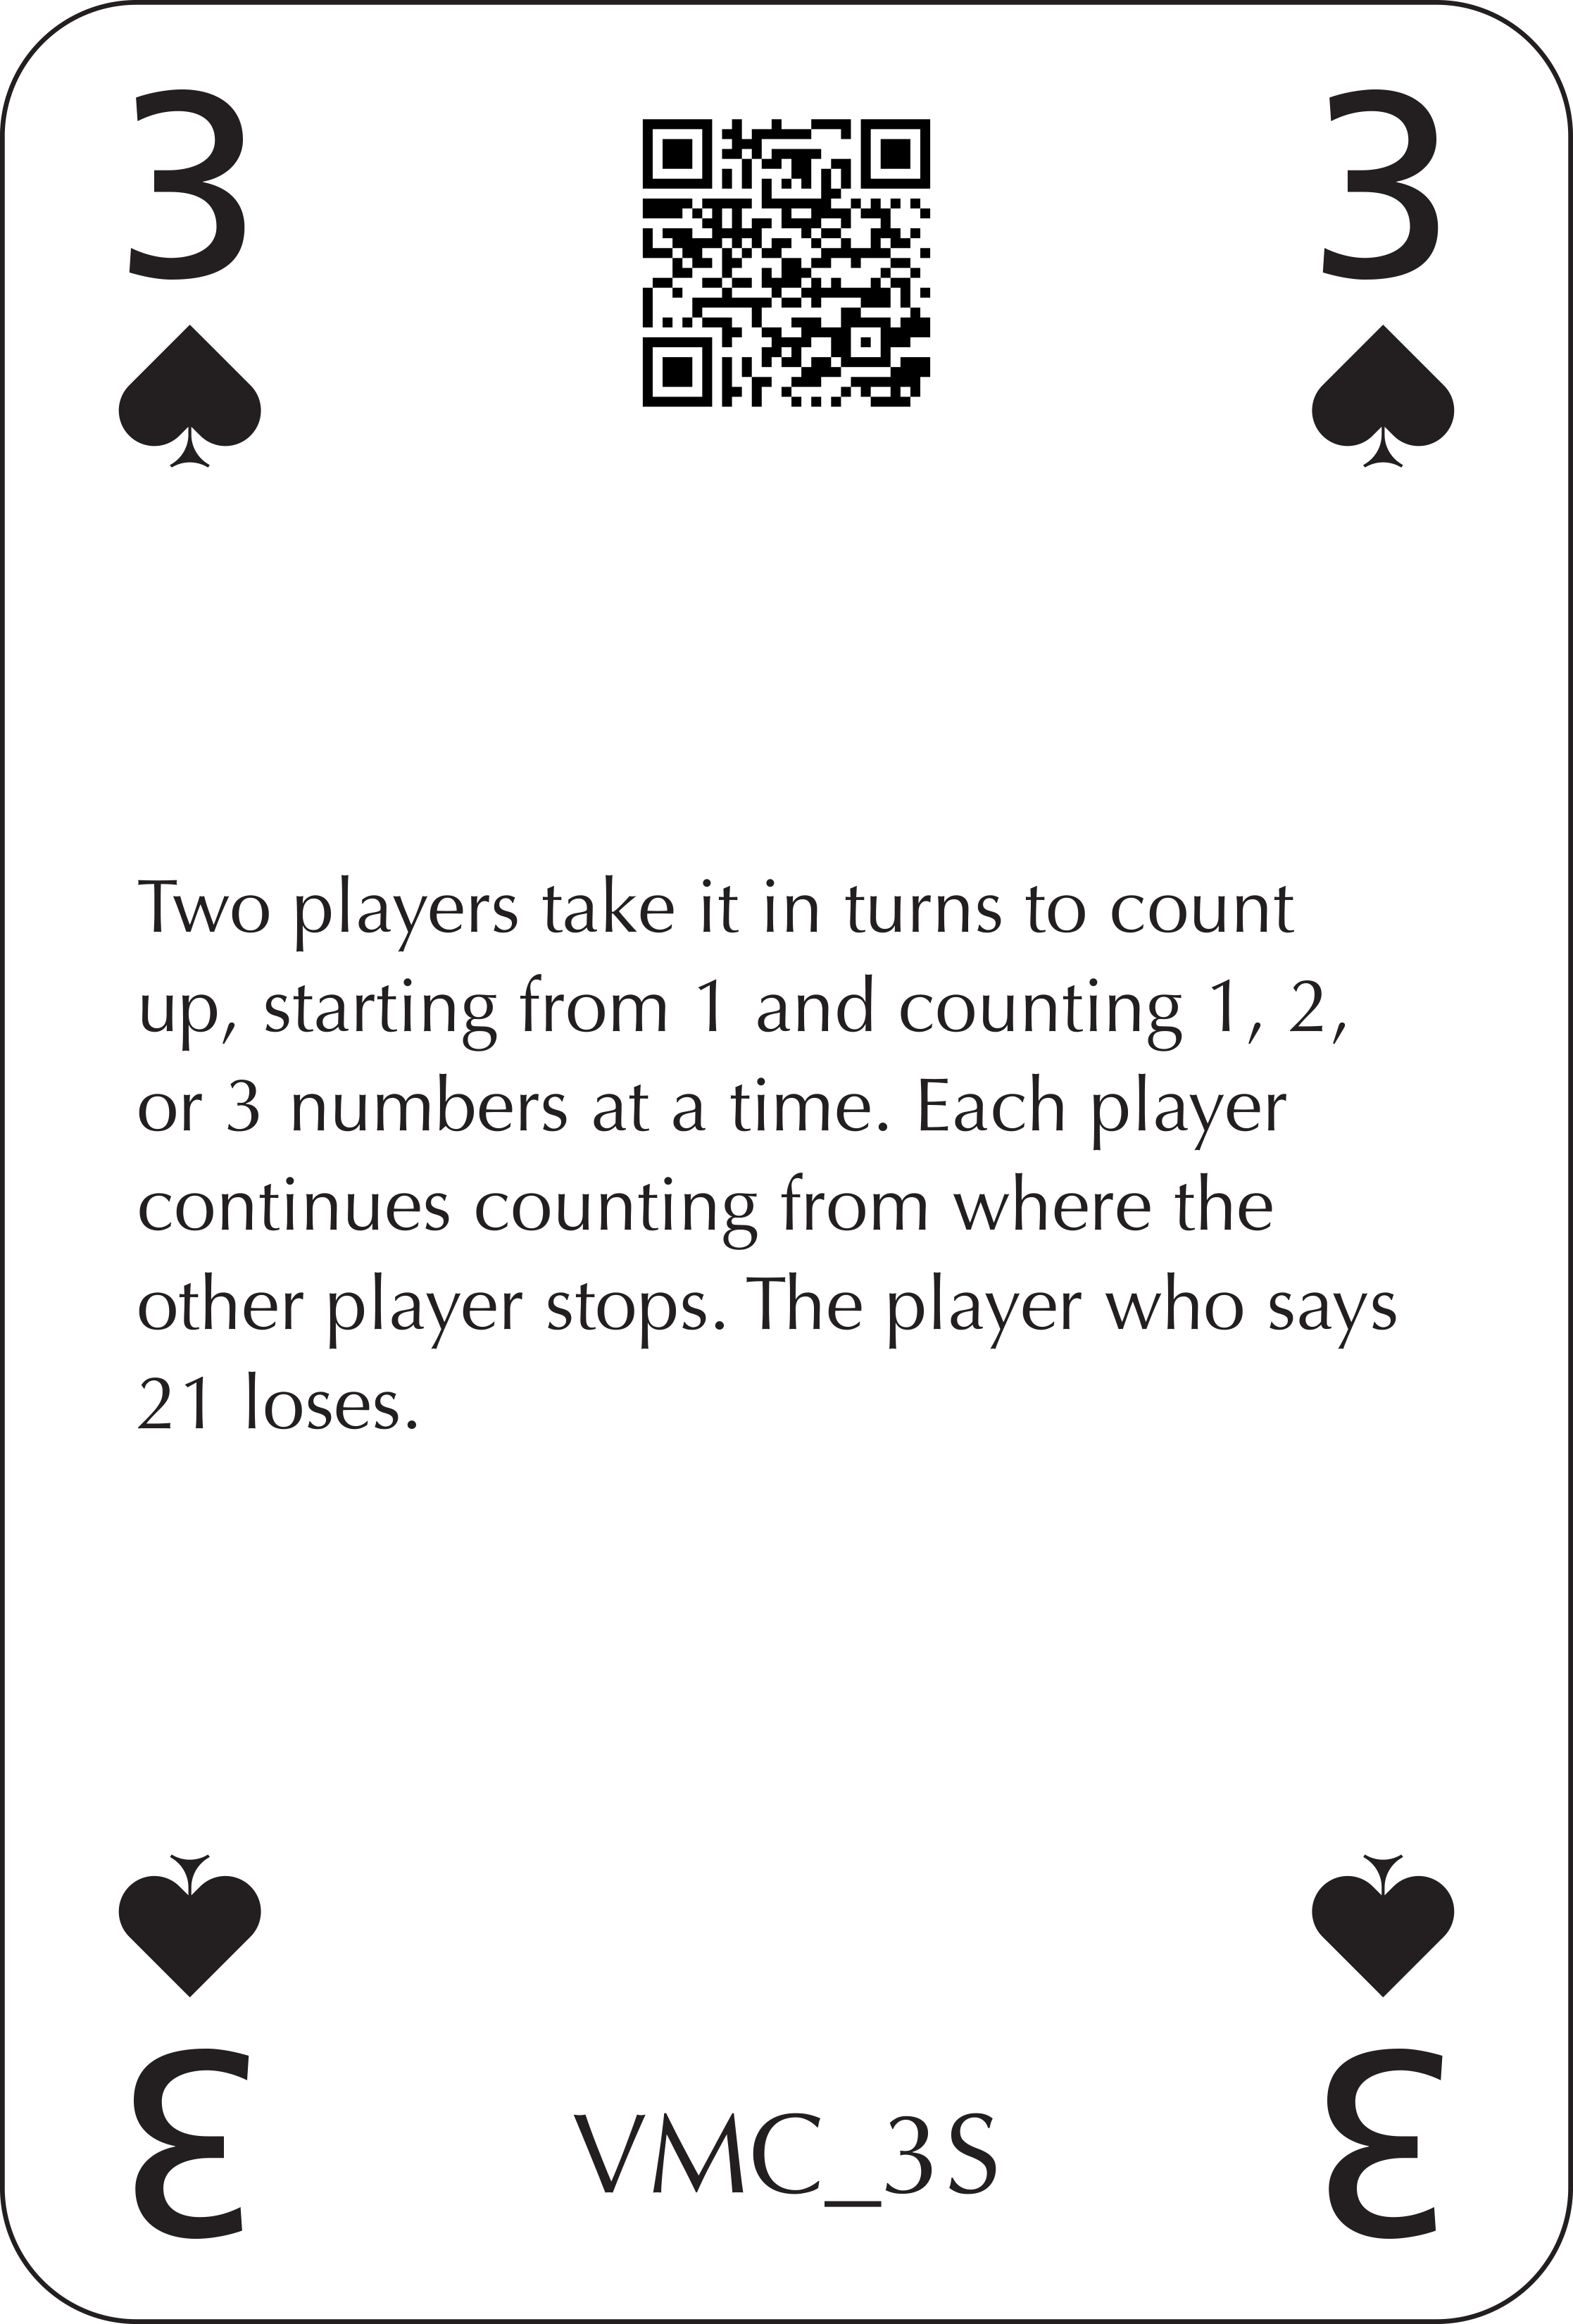 3 3
Two players take it in turns to count
up, starting from 1 and counting 1, 2,
or 3 numbers at a time. Each player
continues counting from where the
other player stops. The player who says
21 loses.
3 VMC_3S 3